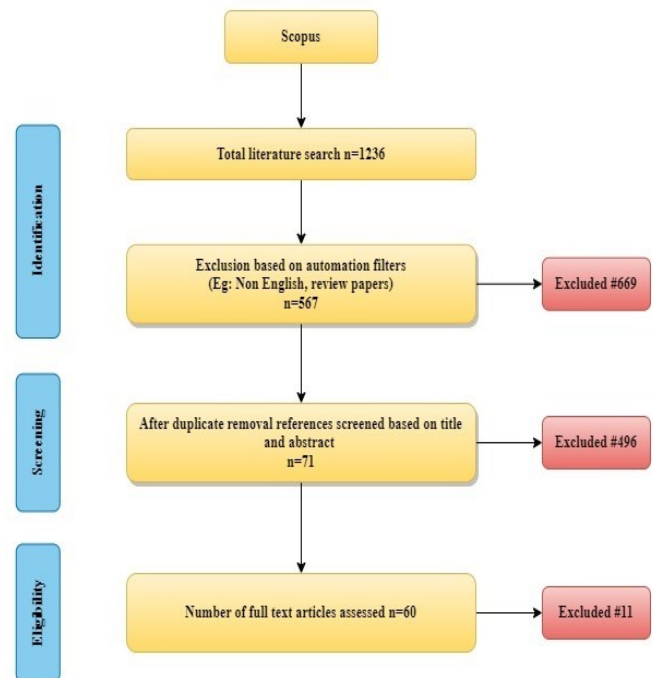 Scopus
Identification
Total literature search n=1236
Exclusion based on automation filters
(Eg: Non English, review papers)
n=567
Excluded #669
Screening
After duplicate removal references screened based on title
and abstract
n=71
Excluded #496
Eligibility
Number of full text articles assessed n=60
Excluded #11